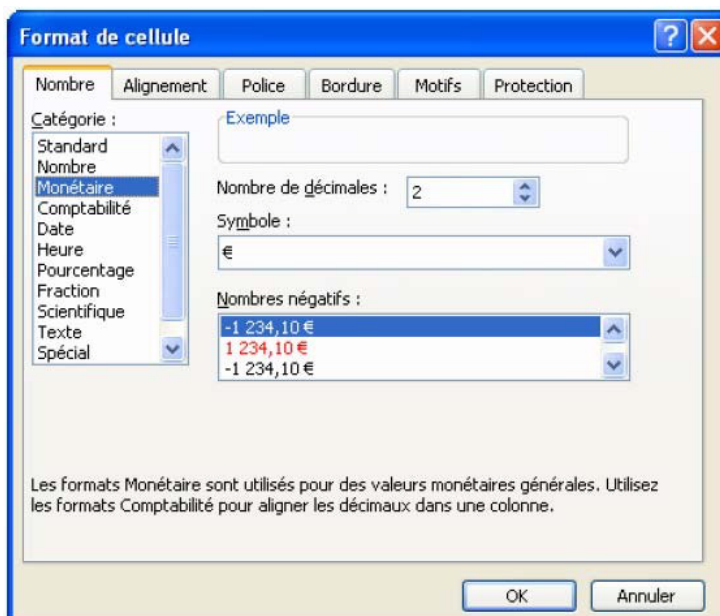 Format de cellule
Nombre Alignement Police Bordure Motifs Protection
Catégorie :
Standard
Nombre
Monétaire
Comptabilité
Date
Heure
Pourcentage
Fraction
Scientifique
Texte
Spécial
Exemple
Nombre de décimales : 2
Symbole :
€
Nombres négatifs :
-1 234,10 €
1 234,10 €
-1 234,10 €
Les formats Monétaire sont utilisés pour des valeurs monétaires générales. Utilisez
les formats Comptabilité pour aligner les décimaux dans une colonne.
OK Annuler